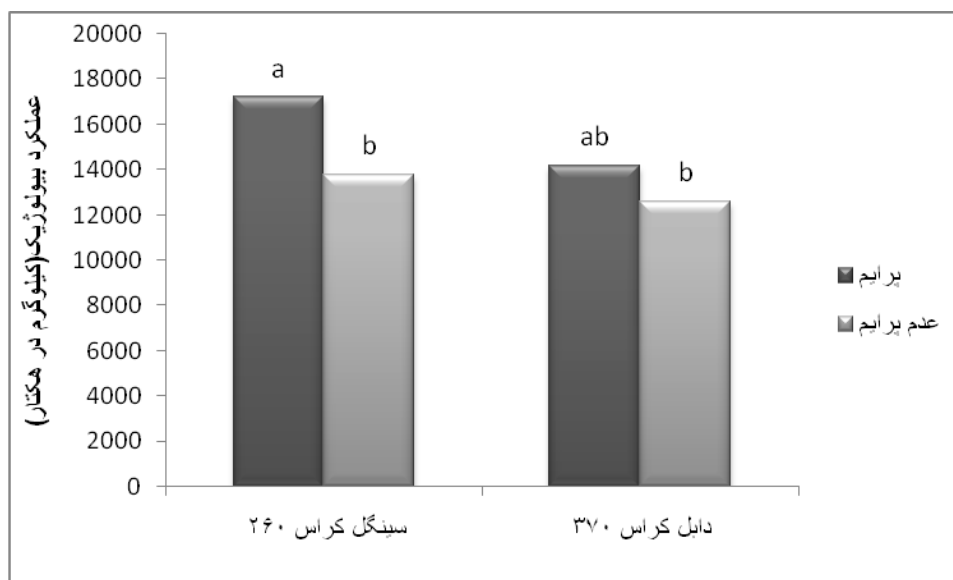 عملکرد بیولوژیک(کیلوگرم در هکتار)
20000
18000
16000
14000
12000
10000
8000
6000
4000
2000
0
a
b
ab
b
سینگل کراس ۲۶۰
دابل کراس ۳۷۰
پرایم
عدم پرایم